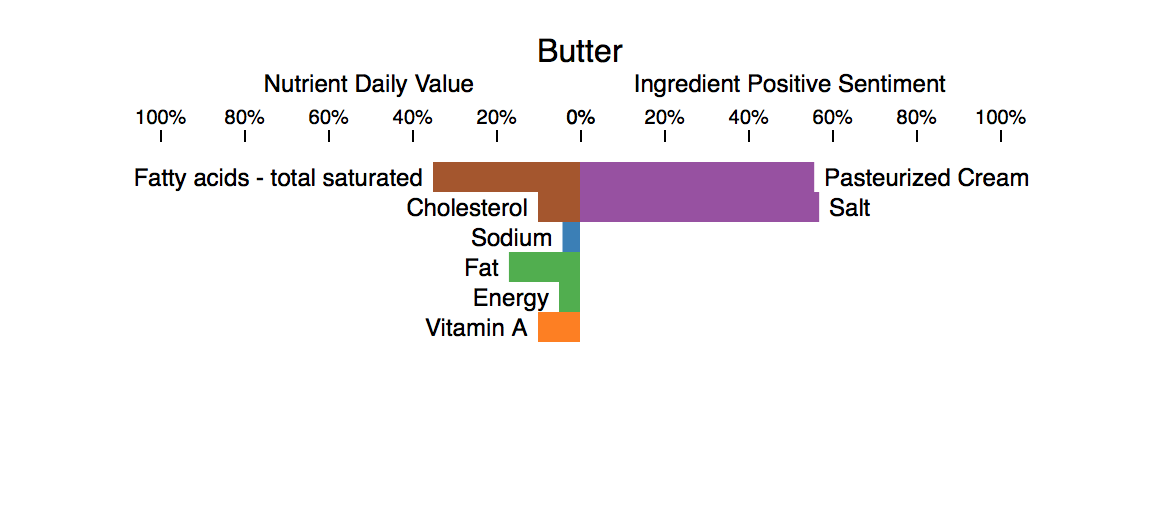 Butter
Nutrient Daily Value Ingredient Positive Sentiment
100% 80% 60% 40% 20% 0% 20% 40% 60% 80% 100%
Fatty acids - total saturated Pasteurized Cream
Cholesterol Salt
Sodium
Fat
Energy
Vitamin A